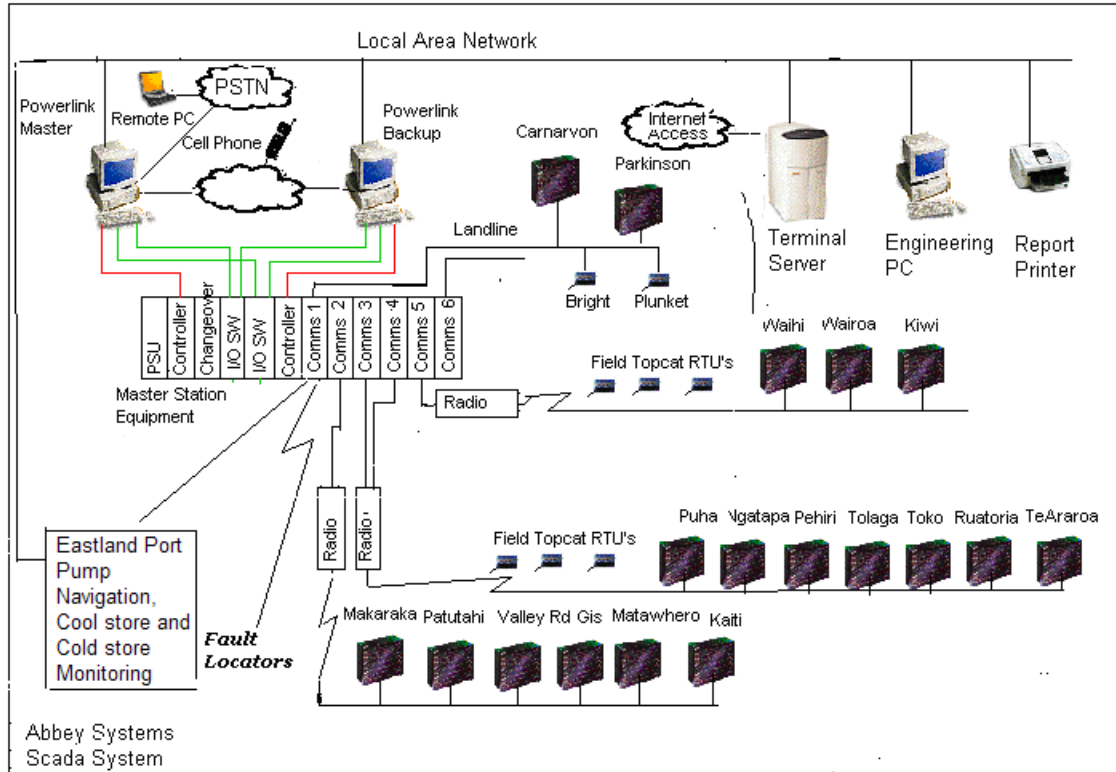 Local Area Network
Powerlink
Master
Remote PC
PSTN
Cell Phone
Powerlink
Backup
Carnarvon
Parkinson
Internet
Access
Terminal
Server
Engineering
PC
Report
Printer
Landline
Bright
Plunket
PSU
Controller
Changeover
I/O SW
I/O SW
Controller
Comms 1
Comms 2
Comms 3
Comms 4
Comms 5
Comms 6
Master Station
Equipment
Radio
Field Topcat RTU's
Waihi
Wairoa
Kiwi
Radio
Radio
Field Topcat RTU's
Puha
Ngatapa
Pehiri
Tolaga
Toko
Ruatoria
TeAraroa
Eastland Port
Pump
Navigation,
Cool store and
Cold store
Monitoring
Fault
Locators
Makaraka
Patutahi
Valley Rd
Gis
Matawhero
Kaiti
Abbey Systems
Scada System